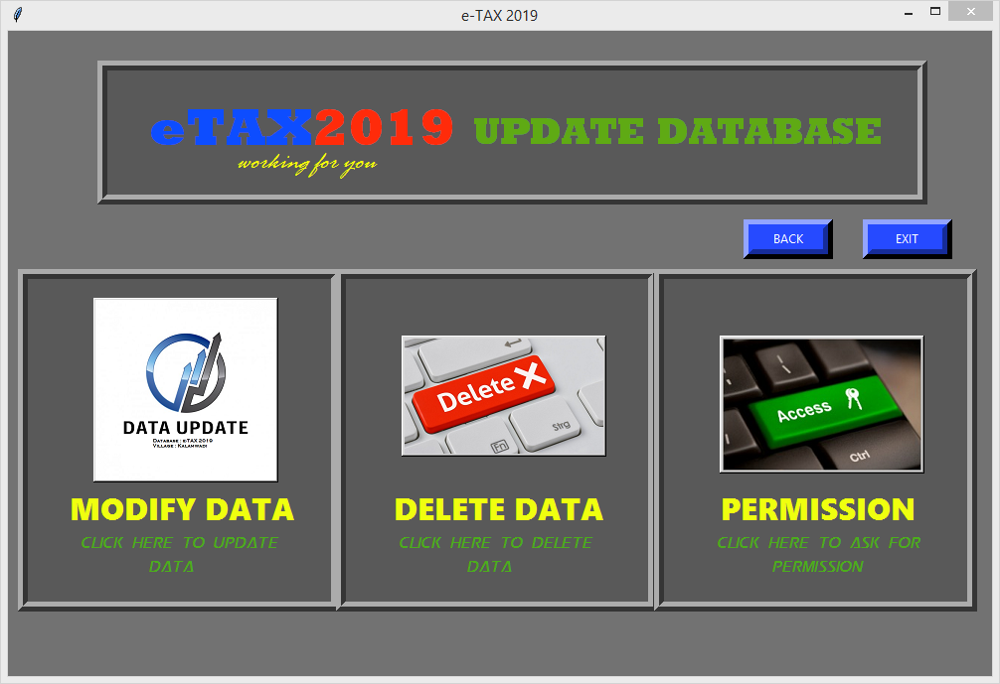 e-TAX 2019
eTAX2019 UPDATE DATABASE
working for you
BACK
EXIT
DATA UPDATE
Database : e-TAX 2019
Village : Kalamwadi
MODIFY DATA
CLICK HERE TO UPDATE
DATA
Delete
Fn
Strg
DELETE DATA
CLICK HERE TO DELETE
DATA
Access
Ctrl
PERMISSION
CLICK HERE TO ASK FOR
PERMISSION